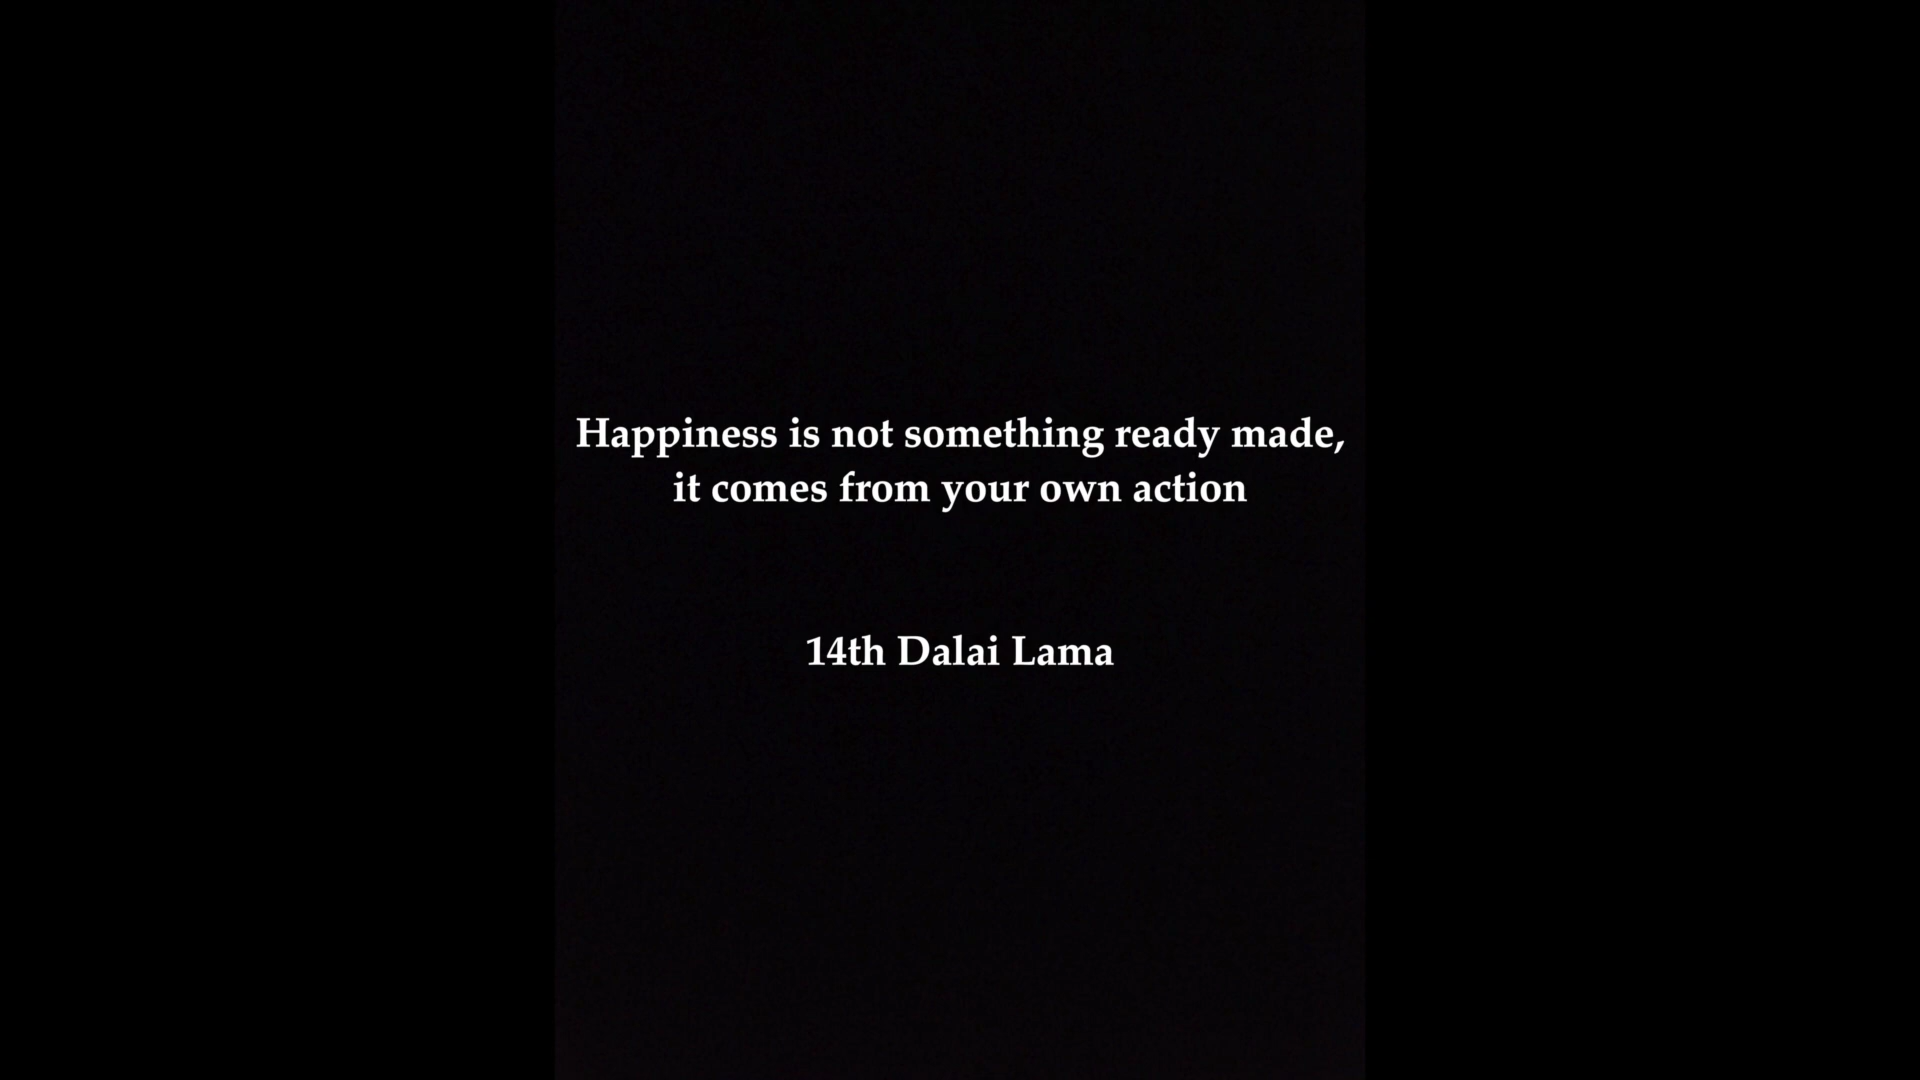 Happiness is not something ready made,
it comes from your own action
14th Dalai Lama